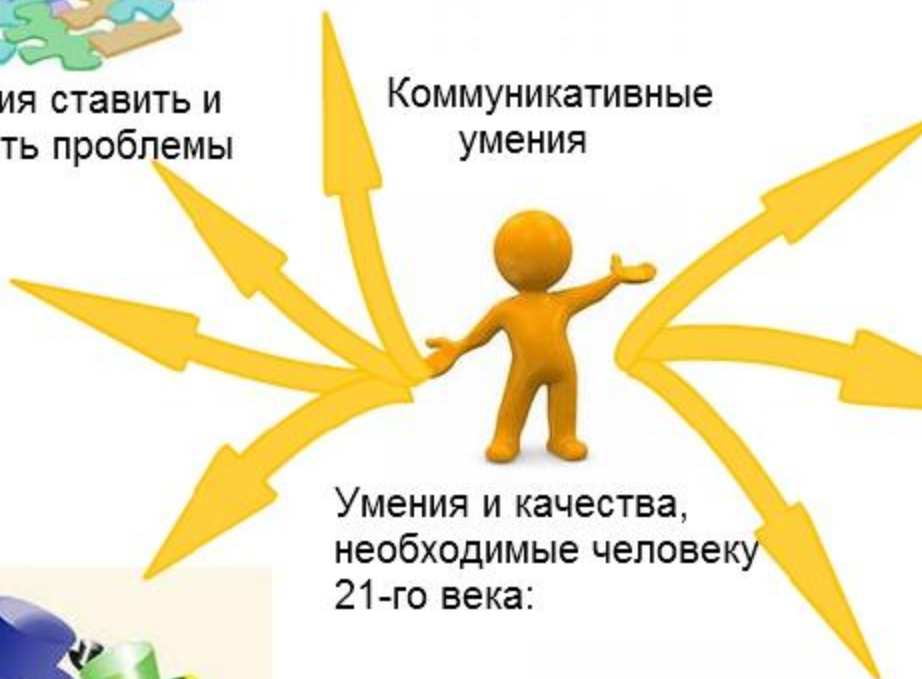 ия ставить и
ть проблемы
Коммуникативные
умения
Умения и качества,
необходимые человеку
21-го века: